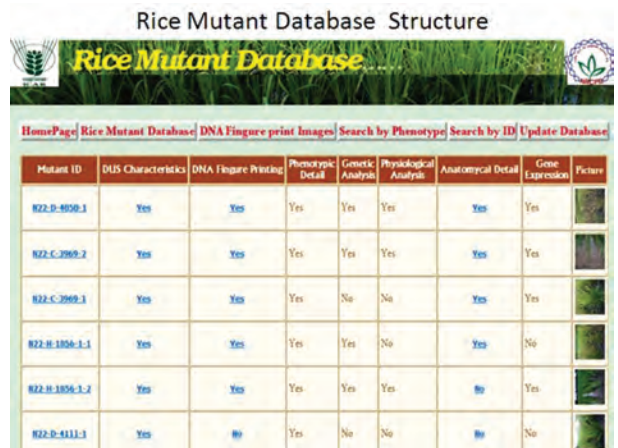 Rice Mutant Database Structure
Rice Mutant Database......
HomePage Rice Mutant Database DNA Fingure print Images Search by Phenotype Search by ID Update Database
Mutant ID DUS Characteristics DNA Fingure Printing Phenotypic Detail Genetic Analysis Physiological Analysis Anatomycal Detail Gene Expression Picture
N22-D-4050-1 Yes Yes Yes Yes Yes Yes Yes
N22-C-3969-2 Yes Yes Yes Yes Yes Yes Yes
N22-C-3969-1 Yes Yes Yes No No Yes Yes
N22-H-1856-1-1 Yes Yes Yes Yes No Yes No
N22-H-1856-1-2 Yes Yes Yes Yes Yes No Yes
N22-D-4111-1 Yes No Yes No No No No